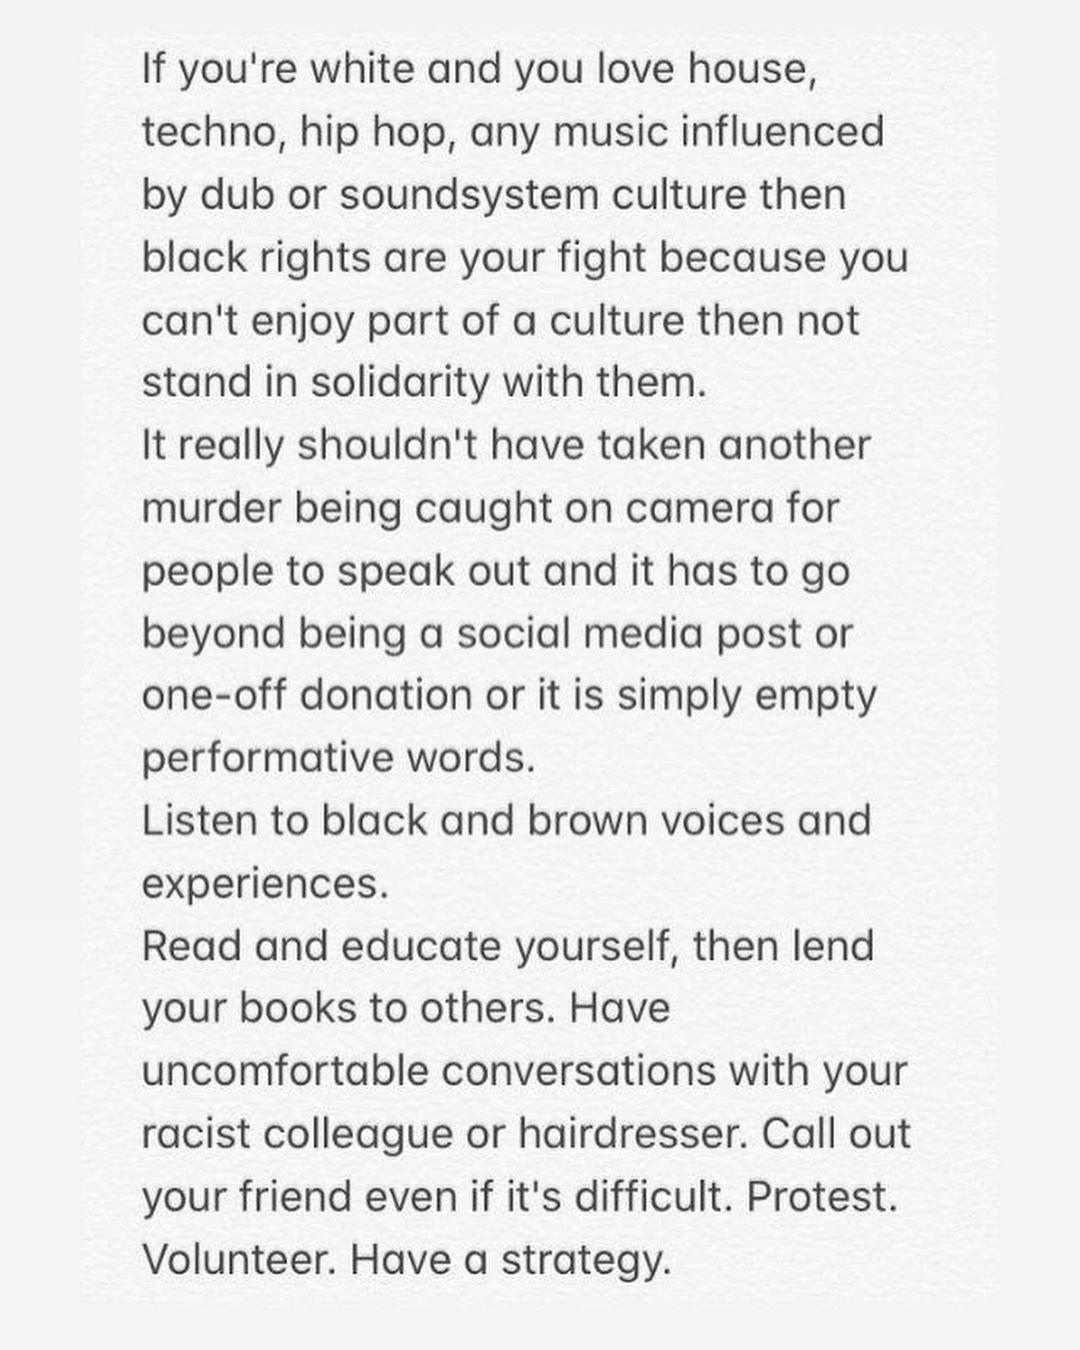 If you're white and you love house,
techno, hip hop, any music influenced
by dub or soundsystem culture then
black rights are your fight because you
can't enjoy part of a culture then not
stand in solidarity with them.
It really shouldn't have taken another
murder being caught on camera for
people to speak out and it has to go
beyond being a social media post or
one-off donation or it is simply empty
performative words.
Listen to black and brown voices and
experiences.
Read and educate yourself, then lend
your books to others. Have
uncomfortable conversations with your
racist colleague or hairdresser. Call out
your friend even if it's difficult. Protest.
Volunteer. Have a strategy.